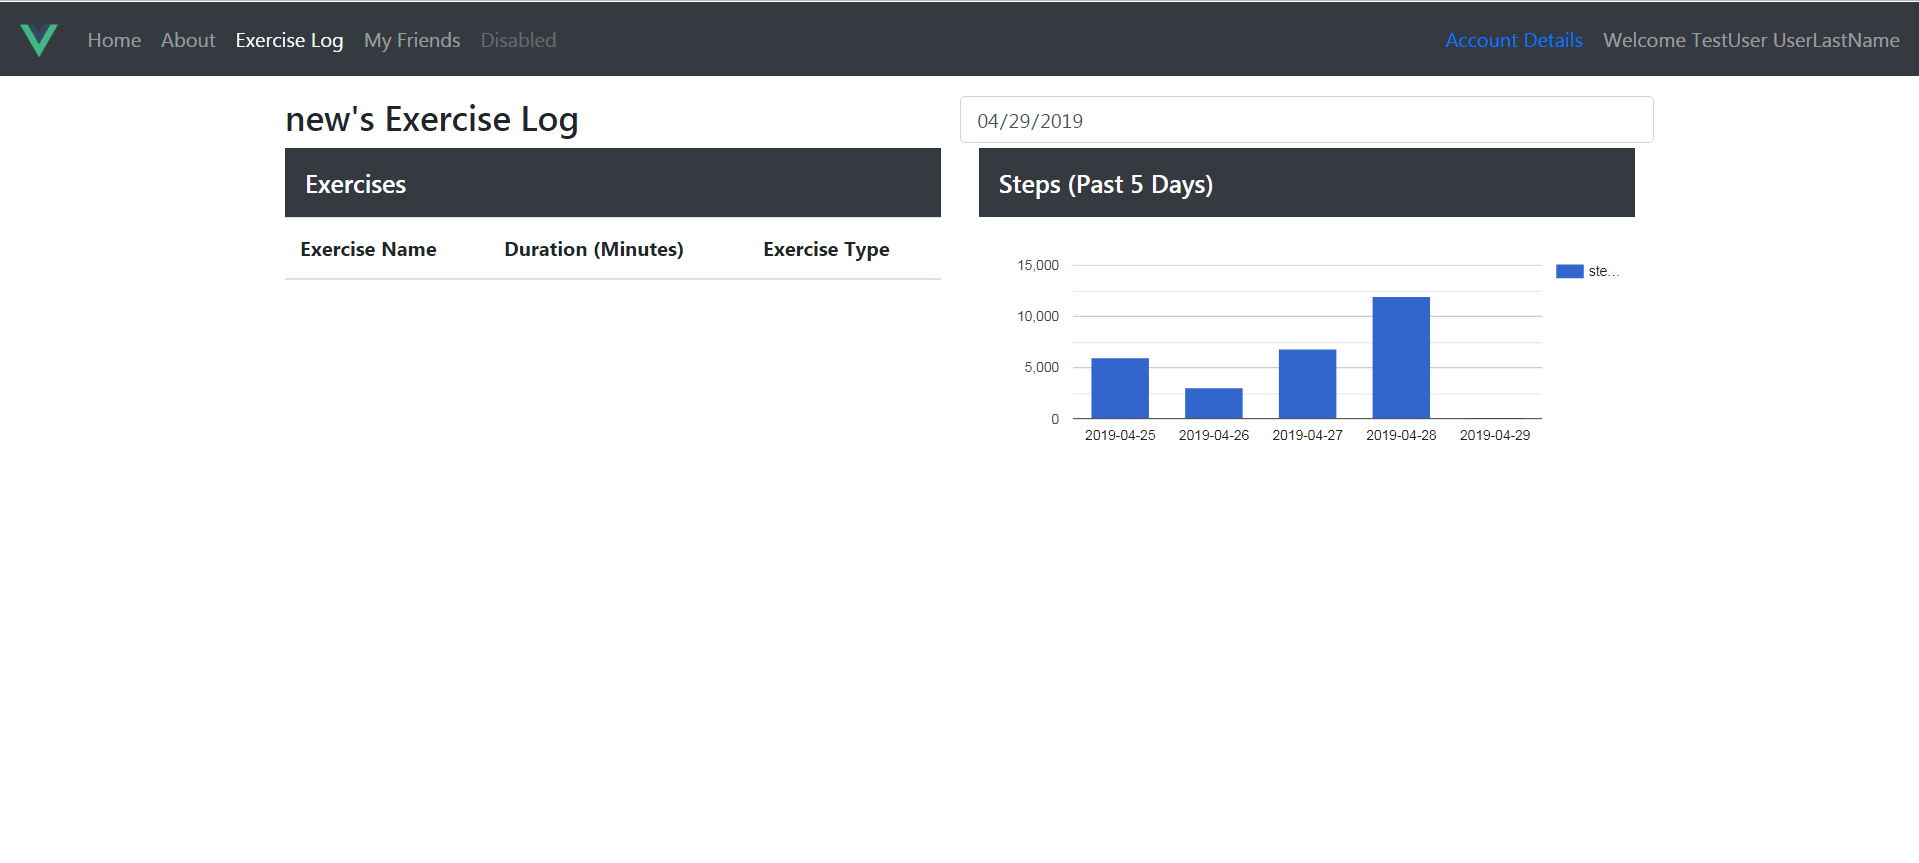 Home About Exercise Log My Friends Disabled Account Details Welcome TestUser UserLastName
new's Exercise Log
04/29/2019
Exercises
Exercise Name Duration (Minutes) Exercise Type
Steps (Past 5 Days)
15,000
10,000
5,000
0
2019-04-25 2019-04-26 2019-04-27 2019-04-28 2019-04-29
ste...